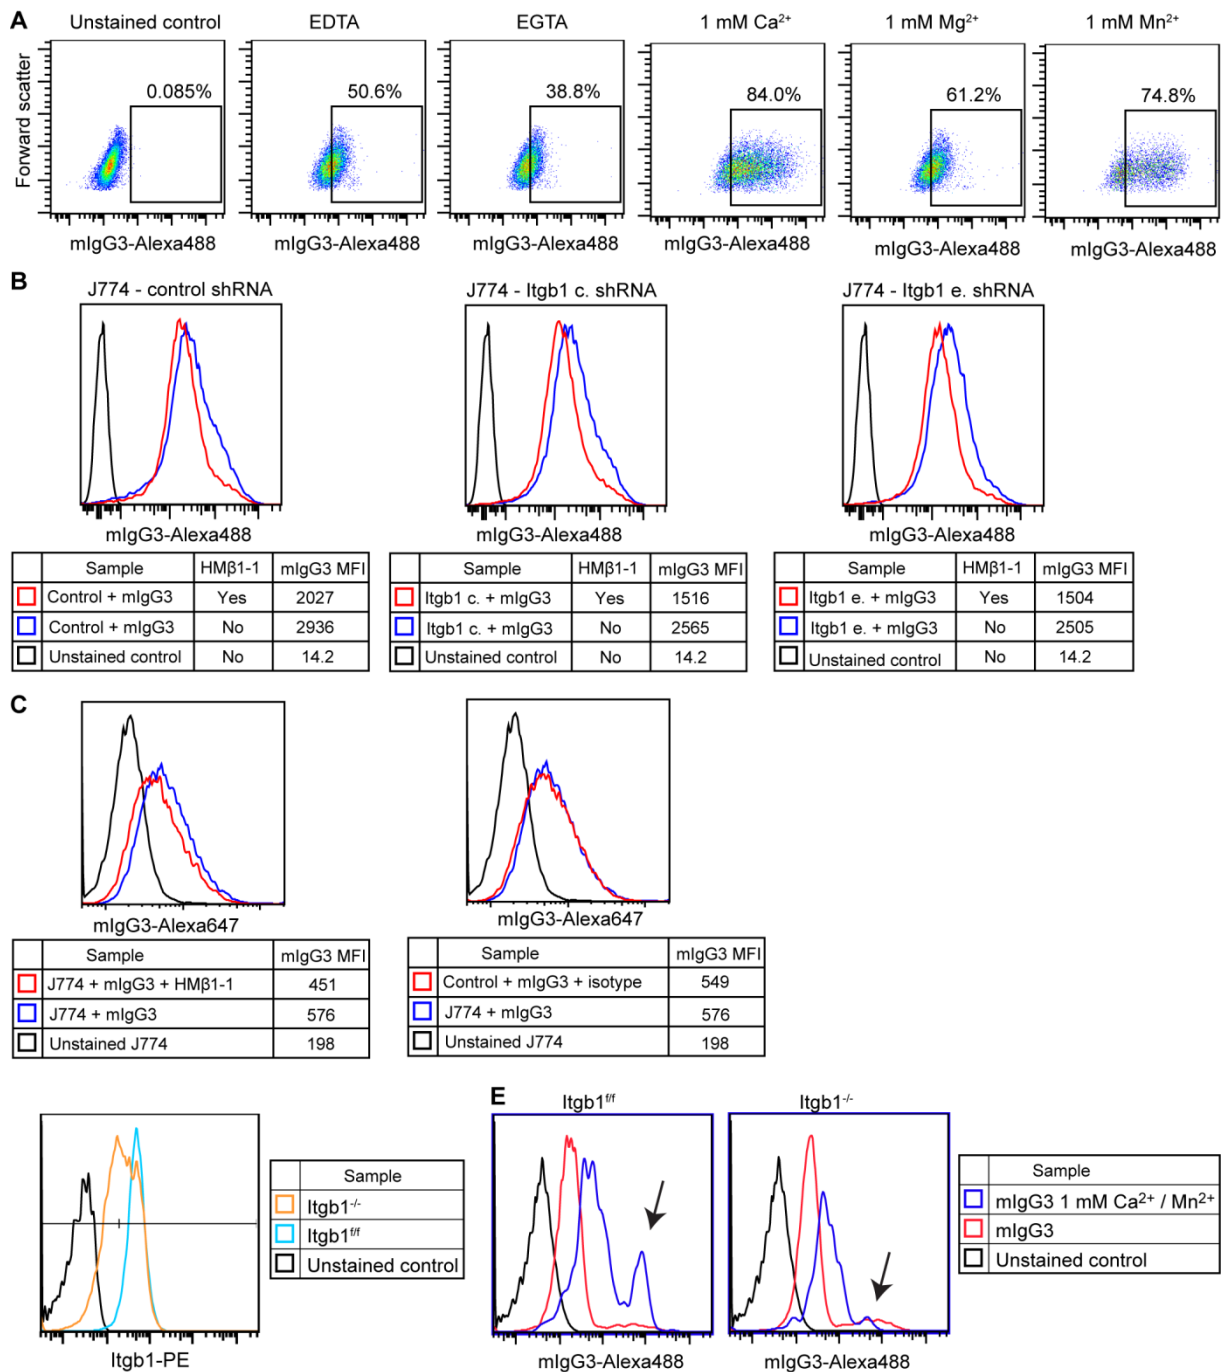 A
Unstained control
EDTA
EGTA
1 mM Ca²⁺
1 mM Mg²⁺
1 mM Mn²⁺
Forward scatter
0.085%
50.6%
38.8%
84.0%
61.2%
74.8%
mIgG3-Alexa488
mIgG3-Alexa488
mIgG3-Alexa488
mIgG3-Alexa488
mIgG3-Alexa488
mIgG3-Alexa488
B
J774 - control shRNA
J774 - Itgb1 c. shRNA
J774 - Itgb1 e. shRNA
mIgG3-Alexa488
mIgG3-Alexa488
mIgG3-Alexa488
Sample HMβ1-1 mIgG3 MFI
Control + mIgG3 Yes 2027
Control + mIgG3 No 2936
Unstained control No 14.2
Sample HMβ1-1 mIgG3 MFI
Itgb1 c. + mIgG3 Yes 1516
Itgb1 c. + mIgG3 No 2565
Unstained control No 14.2
Sample HMβ1-1 mIgG3 MFI
Itgb1 e. + mIgG3 Yes 1504
Itgb1 e. + mIgG3 No 2505
Unstained control No 14.2
C
mIgG3-Alexa647
mIgG3-Alexa647
Sample mIgG3 MFI
J774 + mIgG3 + HMβ1-1 451
J774 + mIgG3 576
Unstained J774 198
Sample mIgG3 MFI
Control + mIgG3 + isotype 549
J774 + mIgG3 576
Unstained J774 198
Itgb1-PE
Sample
Itgb1⁻/⁻
Itgb1ᶠ/ᶠ
Unstained control
E
Itgb1ᶠ/ᶠ
Itgb1⁻/⁻
mIgG3-Alexa488
mIgG3-Alexa488
Sample
mIgG3 1 mM Ca²⁺ / Mn²⁺
mIgG3
Unstained control